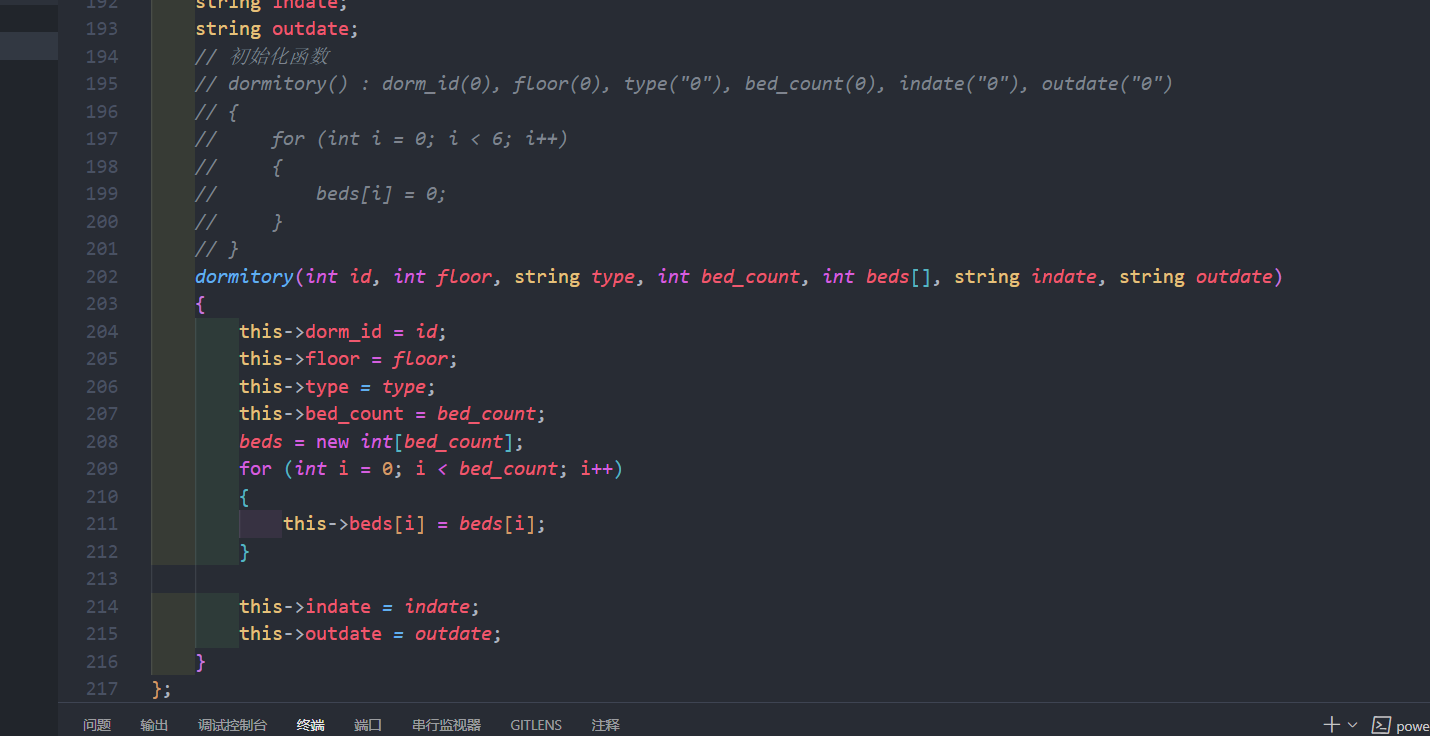 192 string indate;
193 string outdate;
194 // 初始化函数
195 // dormitory() : dorm_id(0), floor(0), type("0"), bed_count(0), indate("0"), outdate("0")
196 // {
197 //     for (int i = 0; i < 6; i++)
198 //     {
199 //         beds[i] = 0;
200 //     }
201 // }
202 dormitory(int id, int floor, string type, int bed_count, int beds[], string indate, string outdate)
203 {
204     this->dorm_id = id;
205     this->floor = floor;
206     this->type = type;
207     this->bed_count = bed_count;
208     beds = new int[bed_count];
209     for (int i = 0; i < bed_count; i++)
210     {
211         this->beds[i] = beds[i];
212     }
213
214     this->indate = indate;
215     this->outdate = outdate;
216 }
217 };
问题 输出 调试控制台 终端 端口 串行监视器 GITLENS 注释 powe